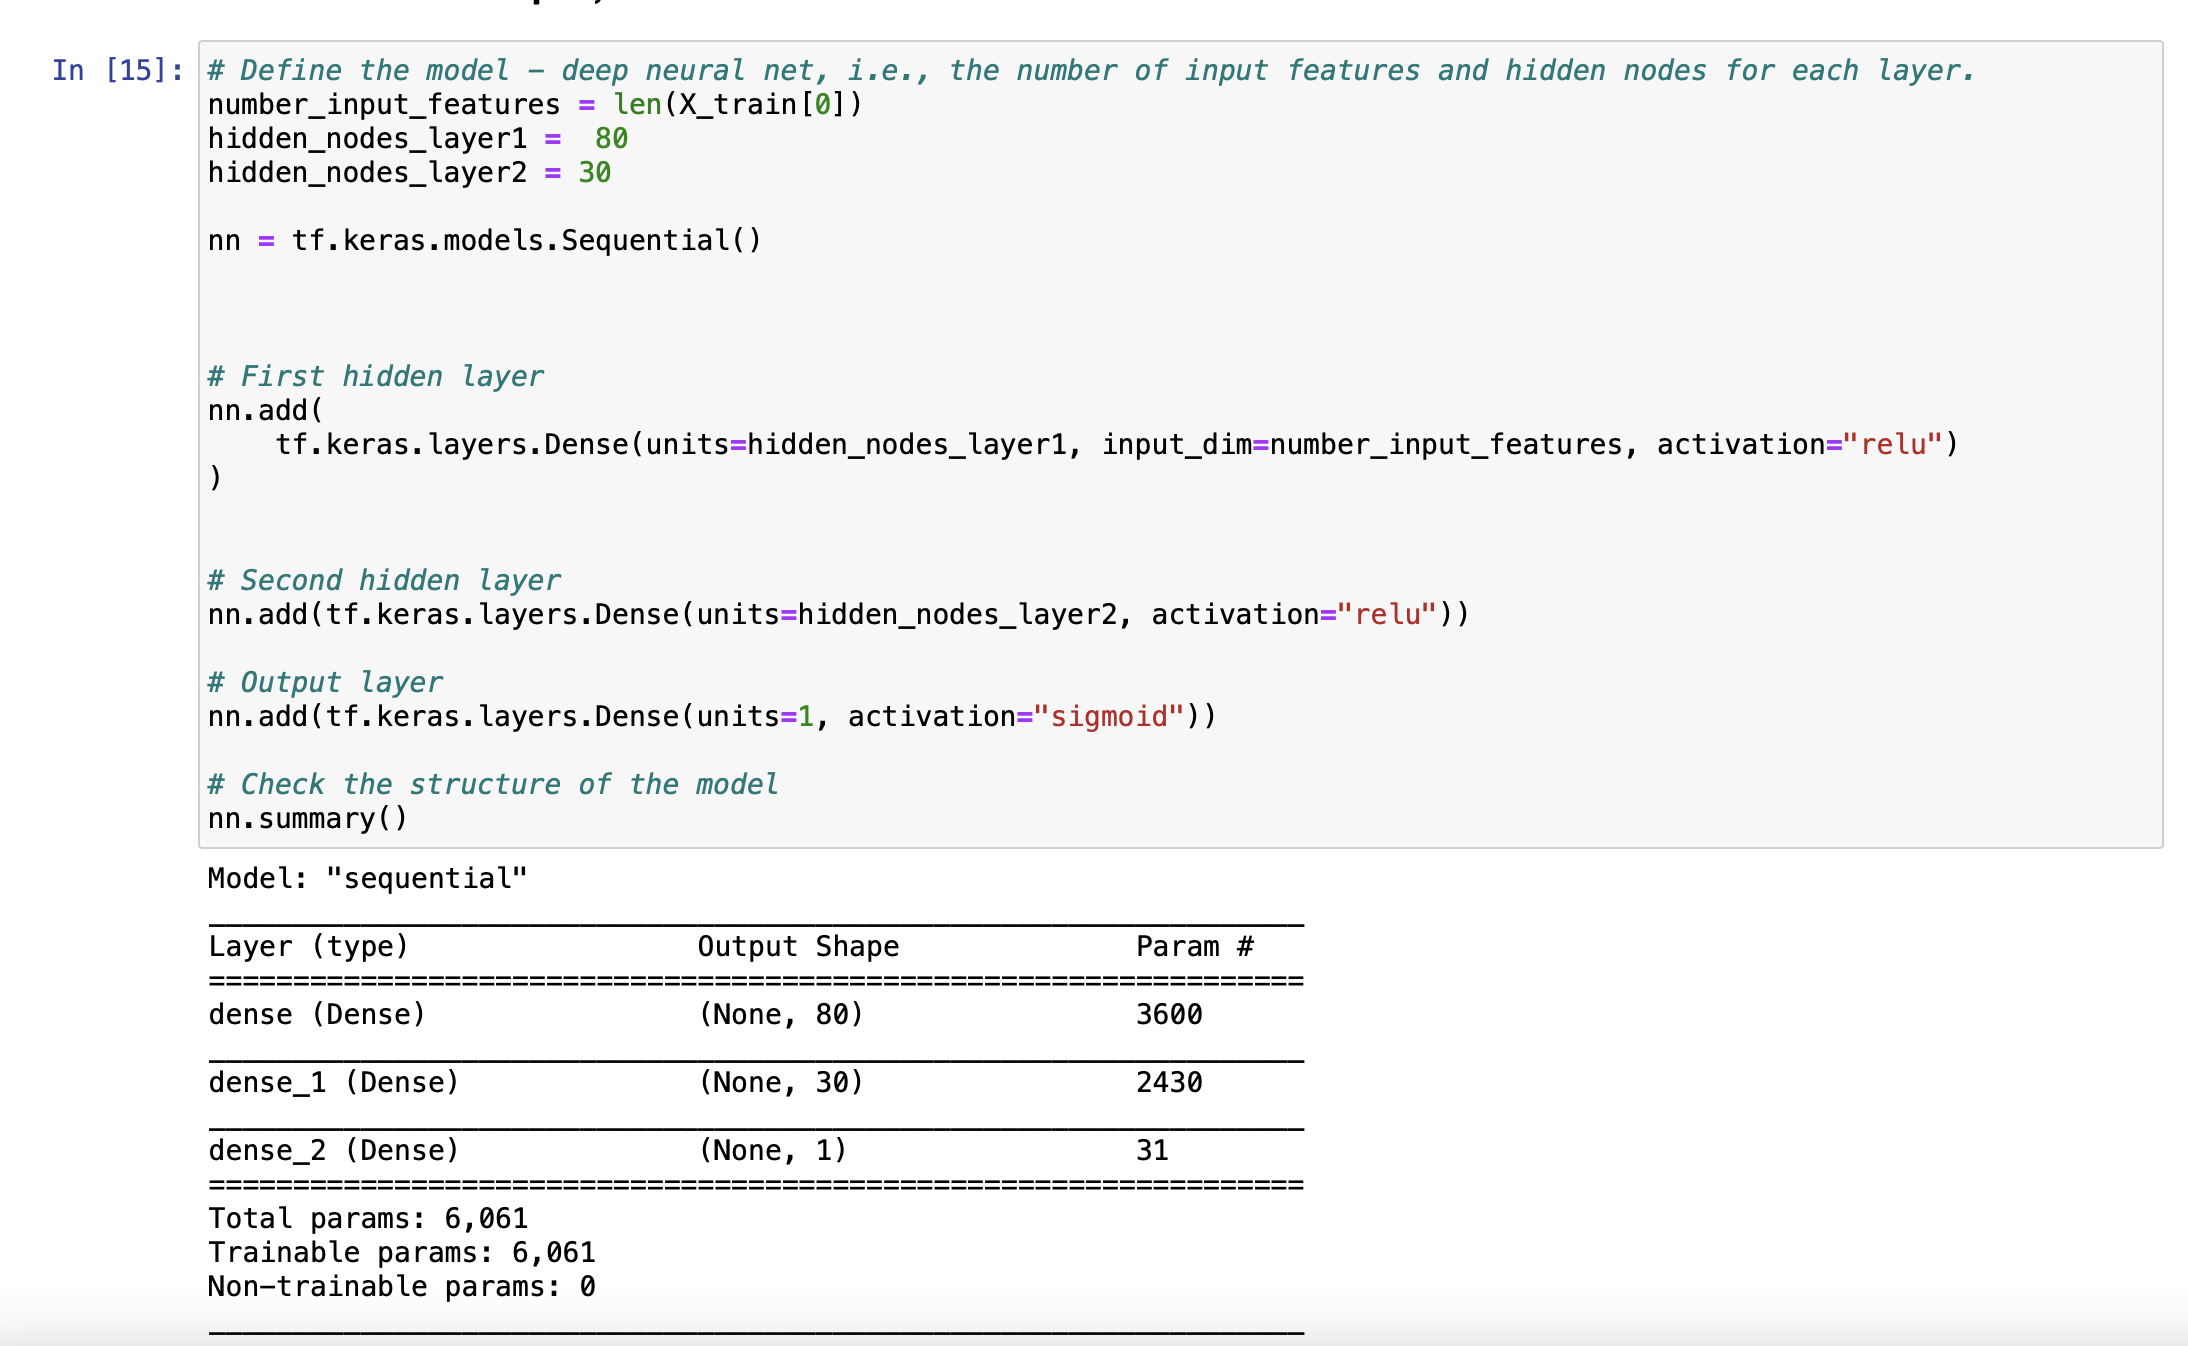 In [15]:
# Define the model – deep neural net, i.e., the number of input features and hidden nodes for each layer.
number_input_features = len(X_train[0])
hidden_nodes_layer1 =  80
hidden_nodes_layer2 = 30
nn = tf.keras.models.Sequential()
# First hidden layer
nn.add(
    tf.keras.layers.Dense(units=hidden_nodes_layer1, input_dim=number_input_features, activation="relu")
)
# Second hidden layer
nn.add(tf.keras.layers.Dense(units=hidden_nodes_layer2, activation="relu"))
# Output layer
nn.add(tf.keras.layers.Dense(units=1, activation="sigmoid"))
# Check the structure of the model
nn.summary()
Model: "sequential"
Layer (type) Output Shape Param #
=================================================================
dense (Dense) (None, 80) 3600
dense_1 (Dense) (None, 30) 2430
dense_2 (Dense) (None, 1) 31
=================================================================
Total params: 6,061
Trainable params: 6,061
Non-trainable params: 0